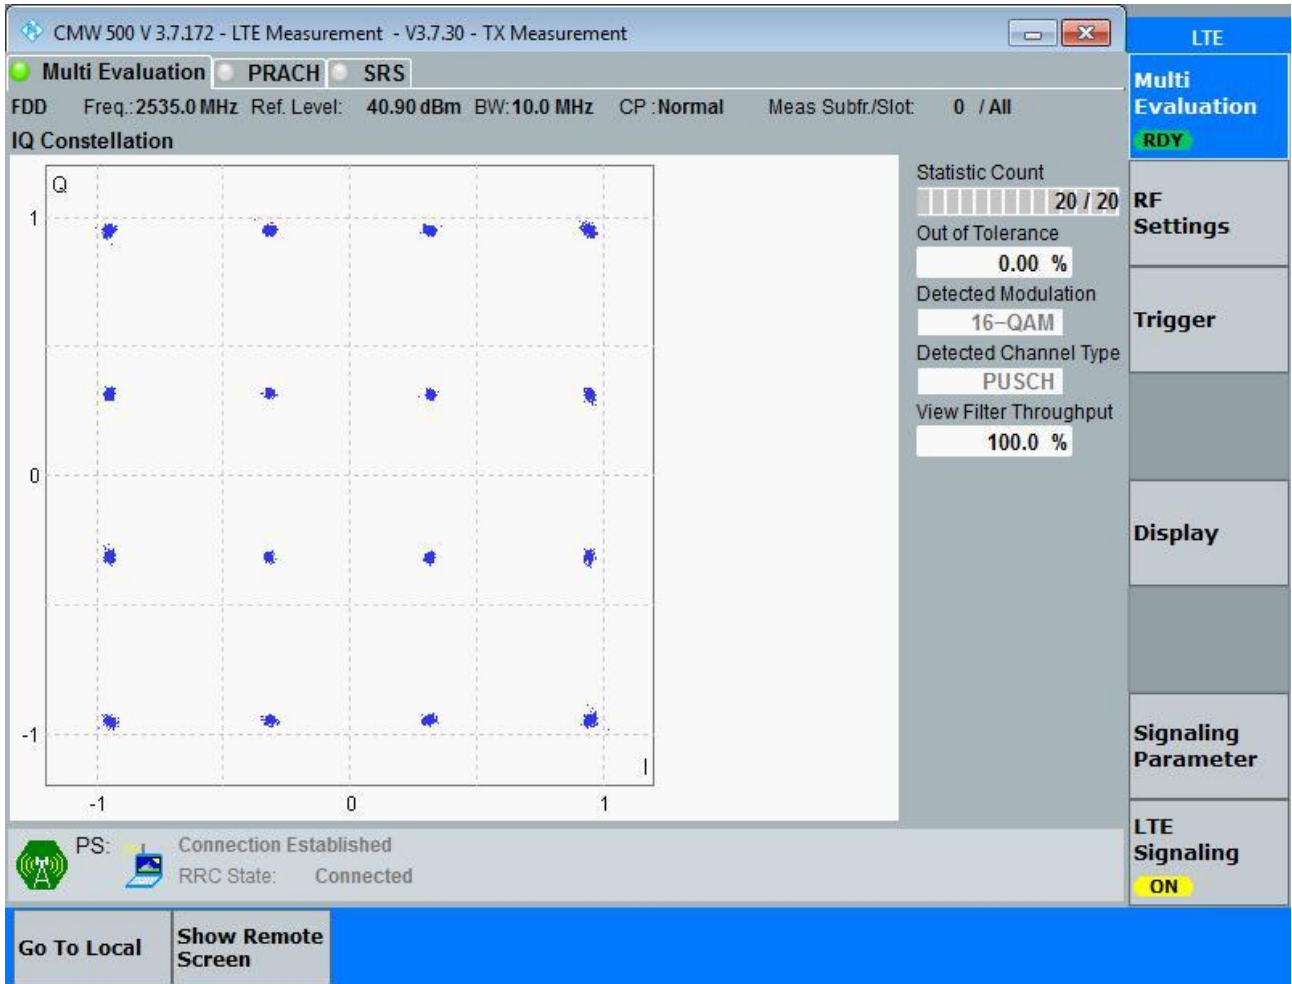 CMW 500 V 3.7.172 - LTE Measurement - V3.7.30 - TX Measurement
LTE
Multi Evaluation PRACH SRS
Multi
Evaluation
RDY
FDD Freq.: 2535.0 MHz Ref. Level: 40.90 dBm BW: 10.0 MHz CP : Normal Meas Subfr./Slot: 0 / All
IQ Constellation
Q
1
0
-1
I
-1 0 1
Statistic Count
20 / 20
Out of Tolerance
0.00 %
Detected Modulation
16-QAM
Detected Channel Type
PUSCH
View Filter Throughput
100.0 %
RF
Settings
Trigger
Display
Signaling
Parameter
LTE
Signaling
ON
PS: Connection Established
RRC State: Connected
Go To Local
Show Remote
Screen